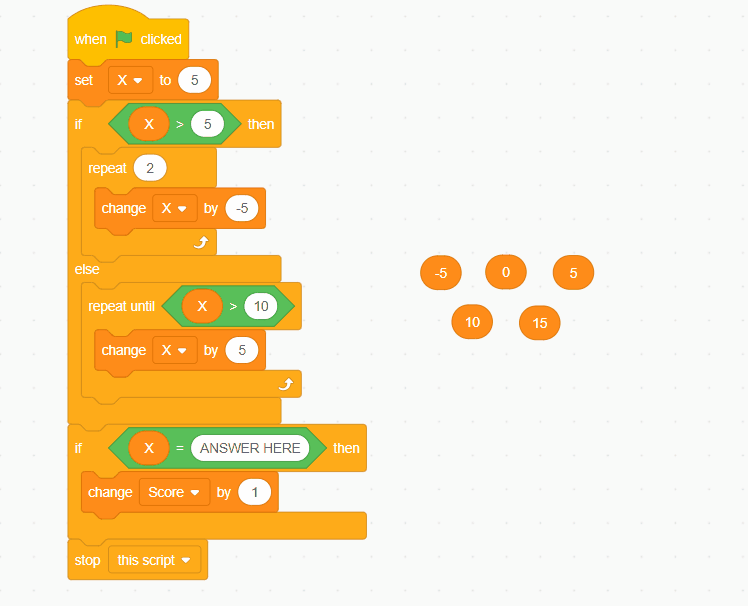 when clicked
set X to 5
if X > 5 then
repeat 2
change X by -5
else
repeat until X > 10
change X by 5
if X = ANSWER HERE then
change Score by 1
stop this script
-5 0 5
10 15